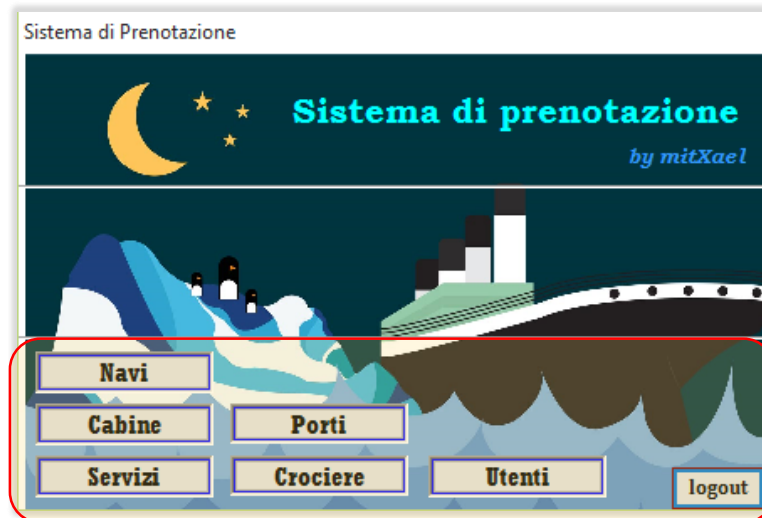 Sistema di Prenotazione
Sistema di prenotazione
by mitXael
Navi
Cabine Porti
Servizi Crociere Utenti logout